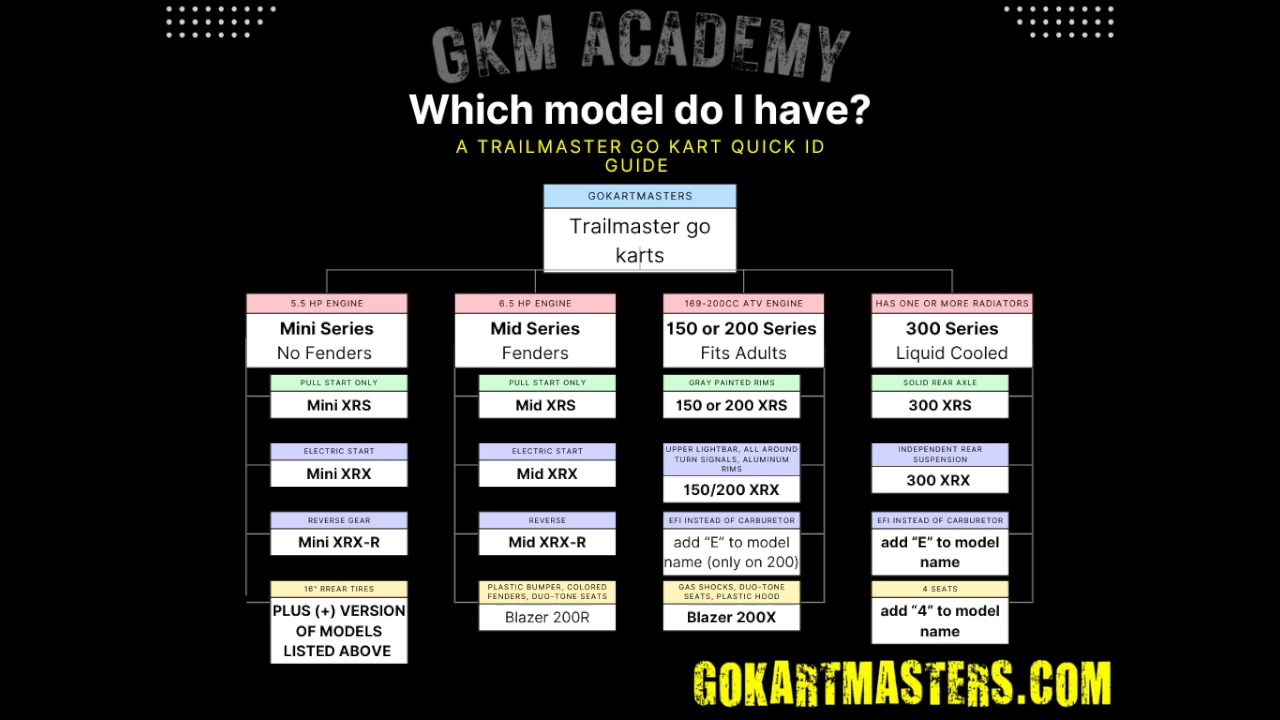 GKM ACADEMY
Which model do I have?
A TRAILMASTER GO KART QUICK ID
GUIDE
GOKARTMASTERS
Trailmaster go
karts
5.5 HP ENGINE
Mini Series
No Fenders
PULL START ONLY
Mini XRS
ELECTRIC START
Mini XRX
REVERSE GEAR
Mini XRX-R
16" RREAR TIRES
PLUS (+) VERSION
OF MODELS
LISTED ABOVE
6.5 HP ENGINE
Mid Series
Fenders
PULL START ONLY
Mid XRS
ELECTRIC START
Mid XRX
REVERSE
Mid XRX-R
PLASTIC BUMPER, COLORED
FENDERS, DUO-TONE SEATS
Blazer 200R
169-200CC ATV ENGINE
150 or 200 Series
Fits Adults
GRAY PAINTED RIMS
150 or 200 XRS
UPPER LIGHTBAR, ALL AROUND
TURN SIGNALS, ALUMINUM
RIMS
150/200 XRX
EFI INSTEAD OF CARBURETOR
add “E” to model
name (only on 200)
GAS SHOCKS, DUO-TONE
SEATS, PLASTIC HOOD
Blazer 200X
HAS ONE OR MORE RADIATORS
300 Series
Liquid Cooled
SOLID REAR AXLE
300 XRS
INDEPENDENT REAR
SUSPENSION
300 XRX
EFI INSTEAD OF CARBURETOR
add “E” to model
name
4 SEATS
add “4” to model
name
GOKARTMASTERS.COM